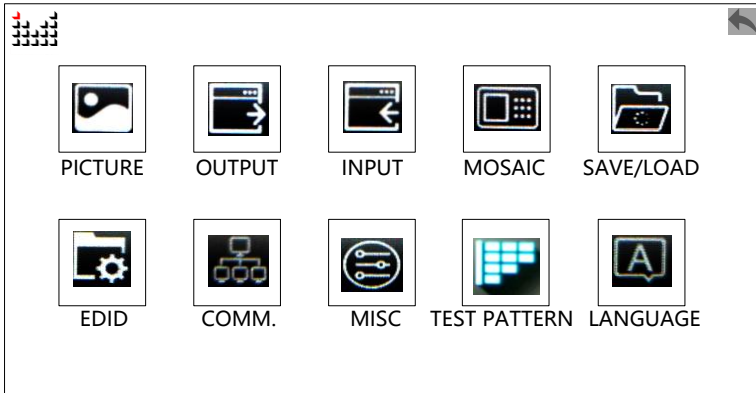 PICTURE OUTPUT INPUT MOSAIC SAVE/LOAD
A
EDID COMM. MISC TEST PATTERN LANGUAGE